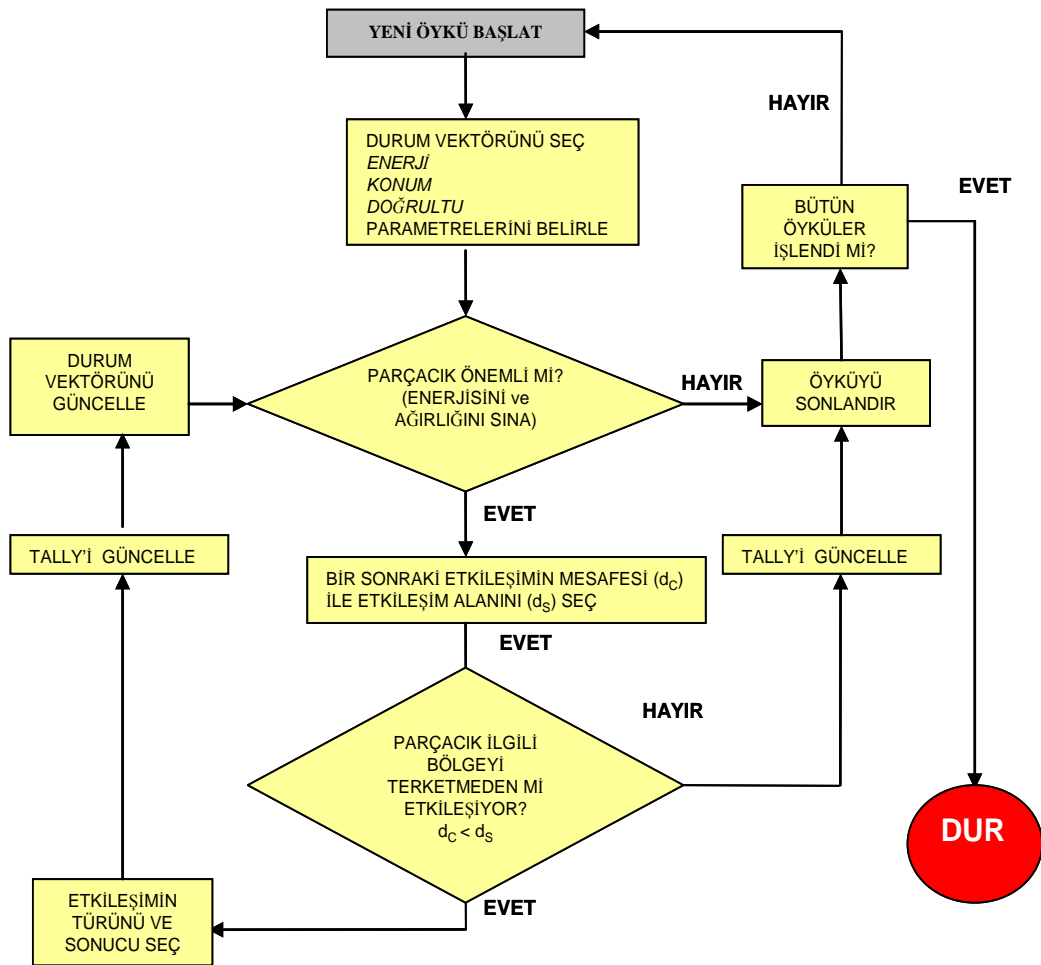 YENİ ÖYKÜ BAŞLAT
HAYIR
DURUM VEKTÖRÜNÜ SEÇ
ENERJİ
KONUM
DOĞRULTU
PARAMETRELERİNİ BELİRLE
EVET
BÜTÜN
ÖYKÜLER
İŞLENDİ Mİ?
DURUM
VEKTÖRÜNÜ
GÜNCELLE
PARÇACIK ÖNEMLİ Mİ?
(ENERJİSİNİ ve
AĞIRLIĞINI SINA)
HAYIR
ÖYKÜYÜ
SONLANDIR
EVET
TALLY'İ GÜNCELLE
BİR SONRAKİ ETKİLEŞİMİN MESAFESİ (dC)
İLE ETKİLEŞİM ALANINI (dS) SEÇ
TALLY'İ GÜNCELLE
EVET
HAYIR
PARÇACIK İLGİLİ
BÖLGEYİ
TERKETMEDEN Mİ
ETKİLEŞİYOR?
dC < dS
DUR
ETKİLEŞİMİN
TÜRÜNÜ VE
SONUCU SEÇ
EVET